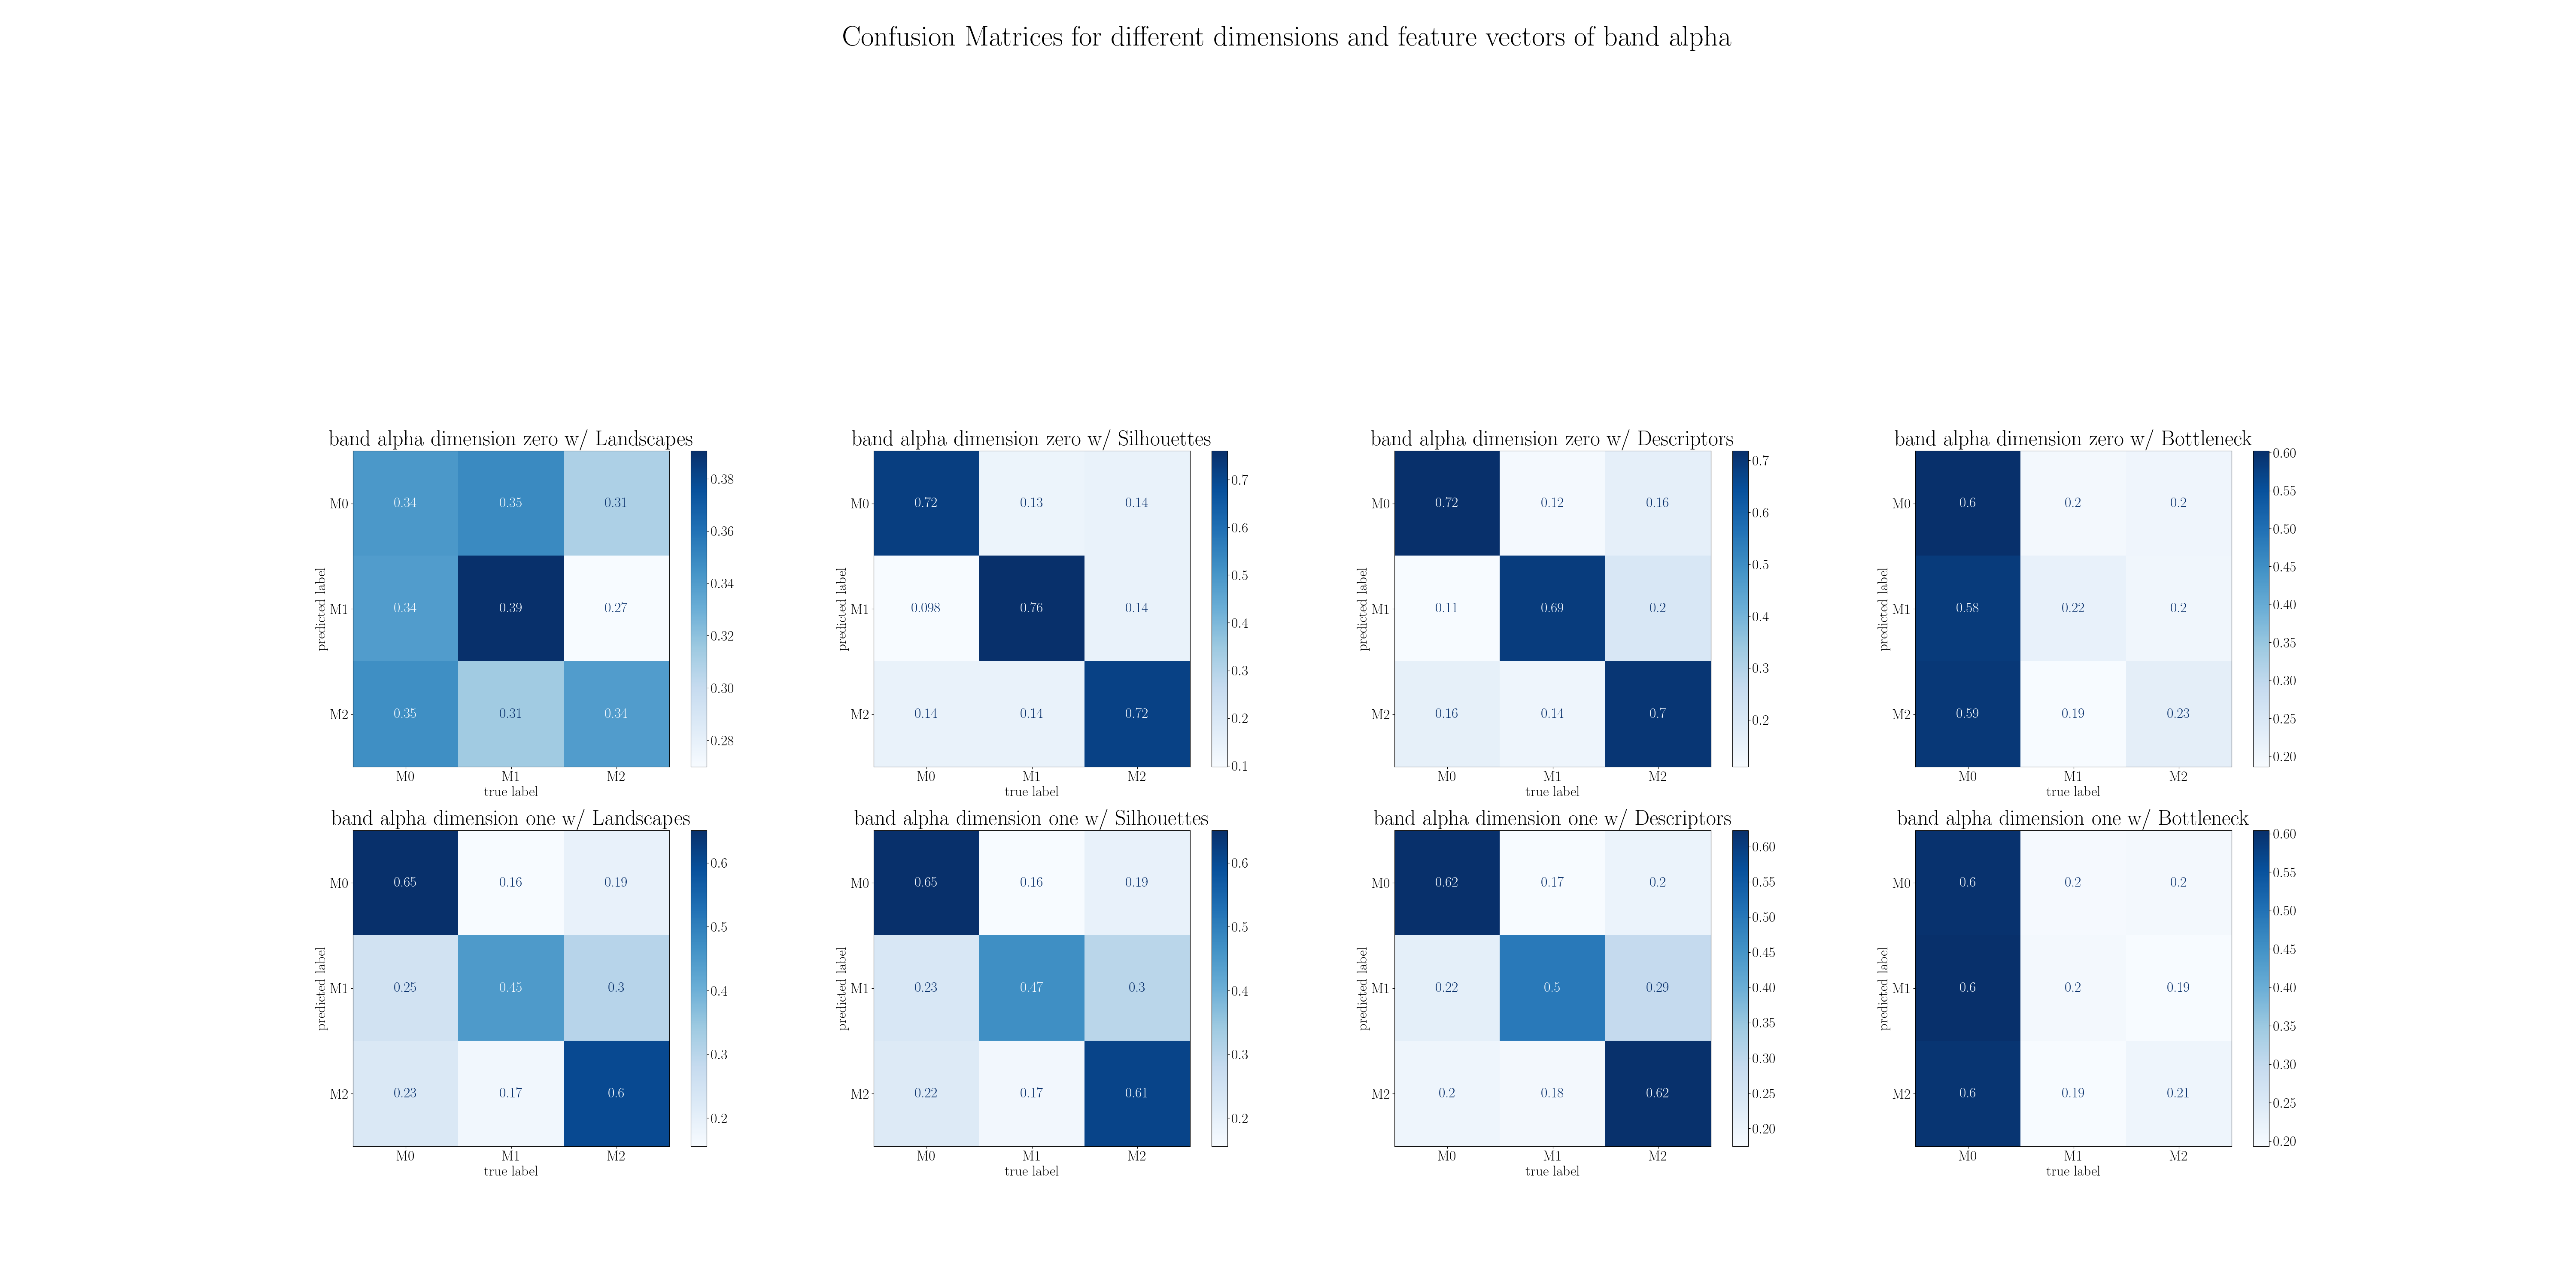 Confusion Matrices for different dimensions and feature vectors of band alpha
band alpha dimension zero w/ Landscapes
predicted label
M0
0.34
0.35
0.31
M1
0.34
0.39
0.27
M2
0.35
0.31
0.34
M0
M1
M2
true label
0.38
0.36
0.34
0.32
0.30
0.28
band alpha dimension zero w/ Silhouettes
predicted label
M0
0.72
0.13
0.14
M1
0.098
0.76
0.14
M2
0.14
0.14
0.72
M0
M1
M2
true label
0.7
0.6
0.5
0.4
0.3
0.2
0.1
band alpha dimension zero w/ Descriptors
predicted label
M0
0.72
0.12
0.16
M1
0.11
0.69
0.2
M2
0.16
0.14
0.7
M0
M1
M2
true label
0.7
0.6
0.5
0.4
0.3
0.2
band alpha dimension zero w/ Bottleneck
predicted label
M0
0.6
0.2
0.2
M1
0.58
0.22
0.2
M2
0.59
0.19
0.23
M0
M1
M2
true label
0.60
0.55
0.50
0.45
0.40
0.35
0.30
0.25
0.20
band alpha dimension one w/ Landscapes
predicted label
M0
0.65
0.16
0.19
M1
0.25
0.45
0.3
M2
0.23
0.17
0.6
M0
M1
M2
true label
0.6
0.5
0.4
0.3
0.2
band alpha dimension one w/ Silhouettes
predicted label
M0
0.65
0.16
0.19
M1
0.23
0.47
0.3
M2
0.22
0.17
0.61
M0
M1
M2
true label
0.6
0.5
0.4
0.3
0.2
band alpha dimension one w/ Descriptors
predicted label
M0
0.62
0.17
0.2
M1
0.22
0.5
0.29
M2
0.2
0.18
0.62
M0
M1
M2
true label
0.60
0.55
0.50
0.45
0.40
0.35
0.30
0.25
0.20
band alpha dimension one w/ Bottleneck
predicted label
M0
0.6
0.2
0.2
M1
0.6
0.2
0.19
M2
0.6
0.19
0.21
M0
M1
M2
true label
0.60
0.55
0.50
0.45
0.40
0.35
0.30
0.25
0.20